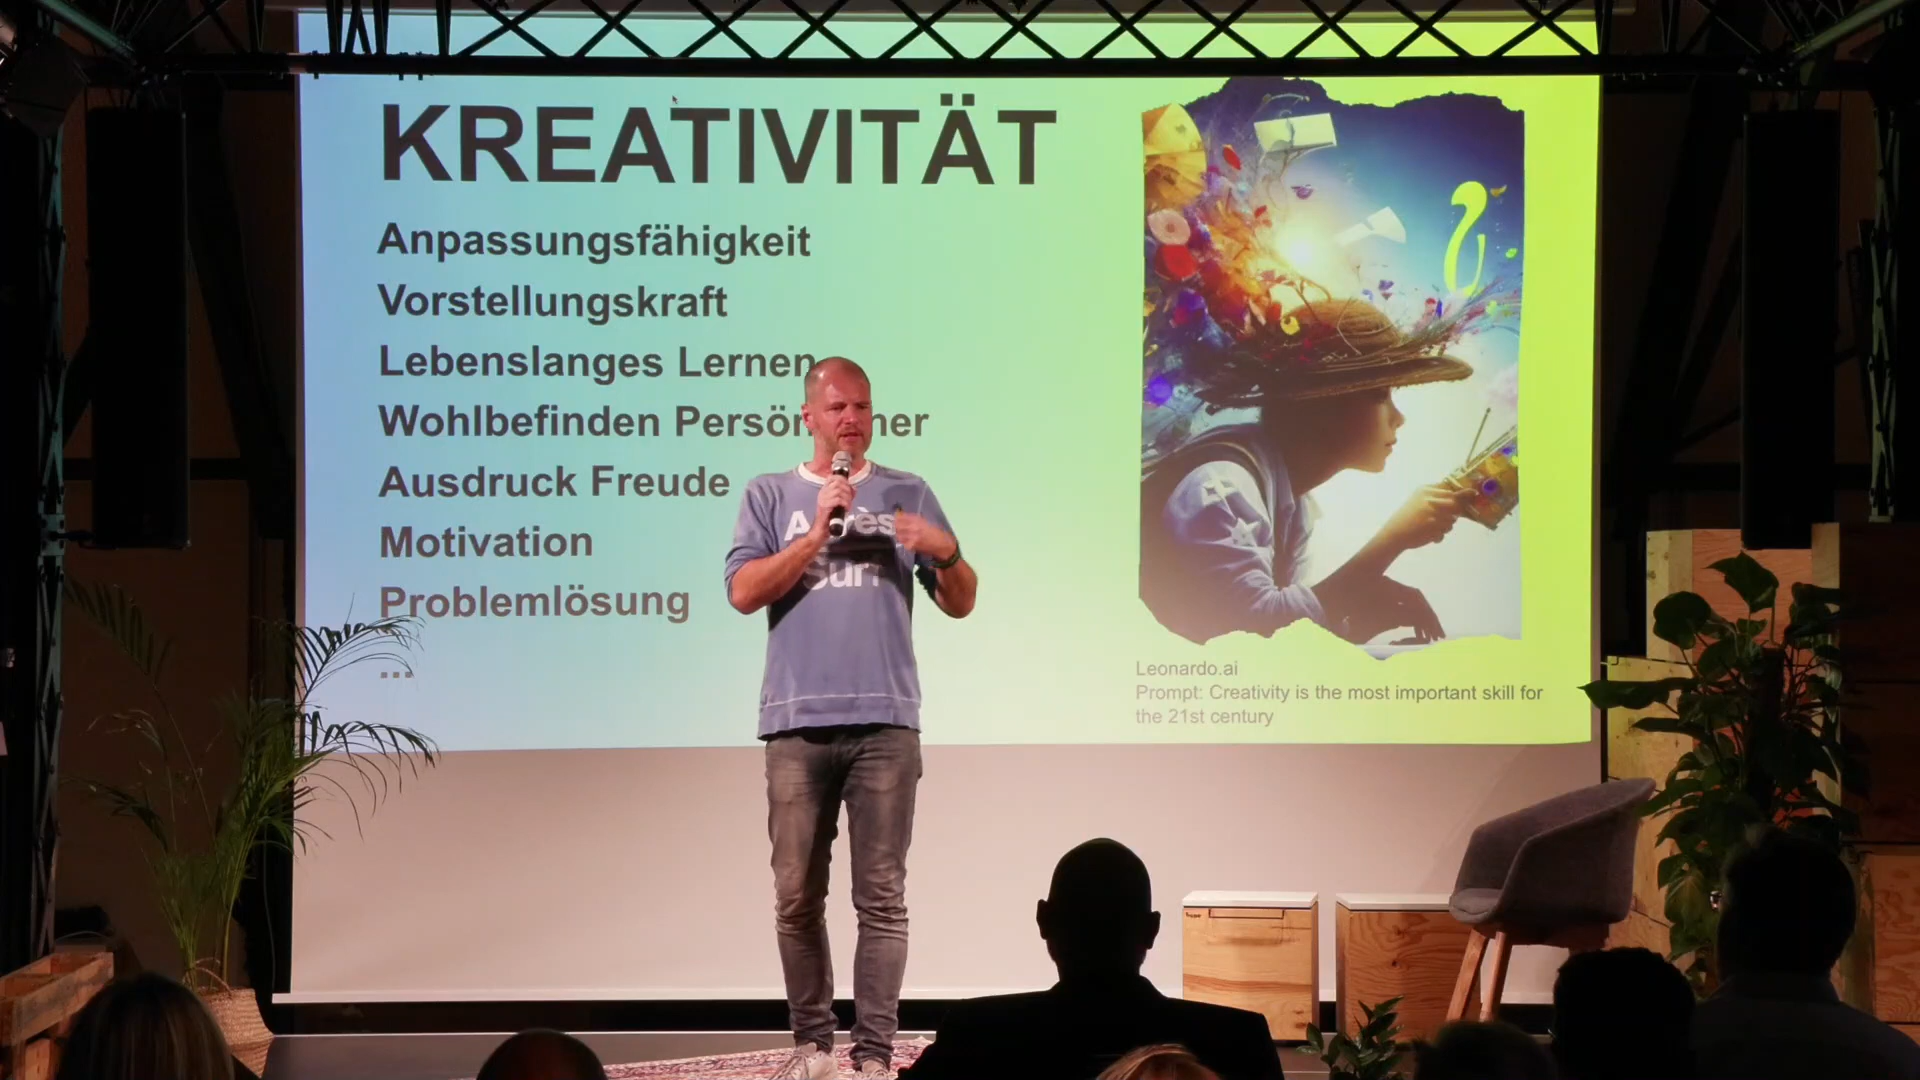 KREATIVITÄT
Anpassungsfähigkeit
Vorstellungskraft
Lebenslanges Lernen
Wohlbefinden
Ausdruck Freude
Motivation
Problemlösung
...
Leonardo.ai
Prompt: Creativity is the most important skill for
the 21st century
Surf